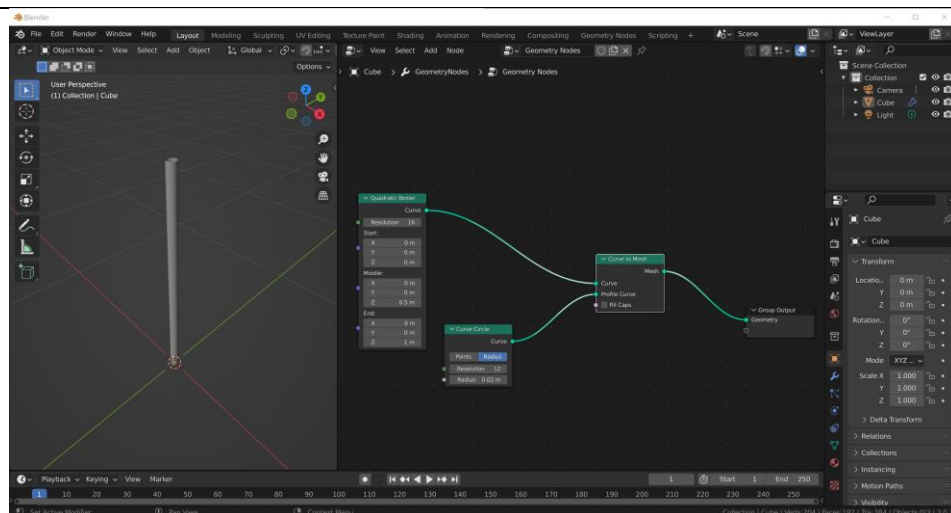 Blender
File Edit Render Window Help Layout Modeling Sculpting UV Editing Texture Paint Shading Animation Rendering Compositing Geometry Nodes Scripting + Scene ViewLayer
Object Mode View Select Add Object Global View Select Add Node Geometry Nodes
Options
Cube > GeometryNodes > Geometry Nodes
User Perspective
(1) Collection | Cube
Z
Y
X
Scene Collection
Collection
Camera
Cube
Light
Quadratic Bezier
Curve
Resolution 16
Start:
X 0 m
Y 0 m
Z 0 m
Middle:
X 0 m
Y 0 m
Z 0.5 m
End:
X 0 m
Y 0 m
Z 1 m
Curve Circle
Curve
Points Radius
Resolution 12
Radius 0.02 m
Curve to Mesh
Mesh
Curve
Profile Curve
Fill Caps
Group Output
Geometry
Cube
Cube
Transform
Locatio.. 0 m
Y 0 m
Z 0 m
Rotation.. 0°
Y 0°
Z 0°
Mode XYZ ...
Scale X 1.000
Y 1.000
Z 1.000
> Delta Transform
> Relations
> Collections
> Instancing
> Motion Paths
> Visibility
Playback Keying View Marker 1 Start 1 End 250
1 10 20 30 40 50 60 70 80 90 100 110 120 130 140 150 160 170 180 190 200 210 220 230 240 250
Set Active Modifier Pan View Context Menu